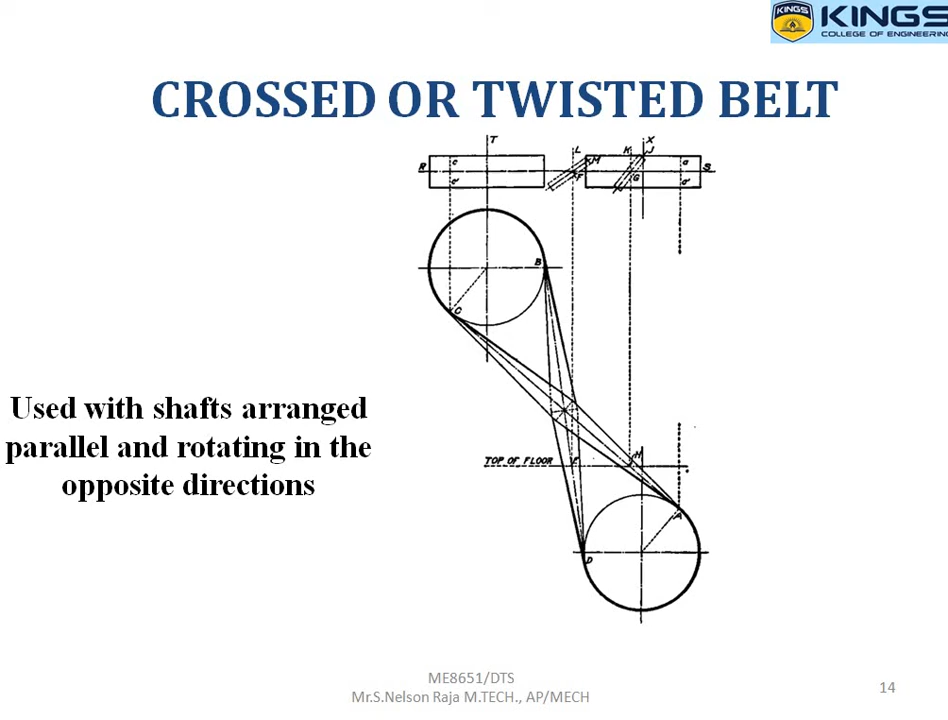 KINGS
KINGS
COLLEGE OF ENGINEERING
CROSSED OR TWISTED BELT
T
L
K
X
J
R
c
M
a
S
F
G
c'
a'
B
C
Used with shafts arranged
parallel and rotating in the
opposite directions
TOP OF FLOOR
E
H
A
D
ME8651/DTS
Mr.S.Nelson Raja M.TECH., AP/MECH
14